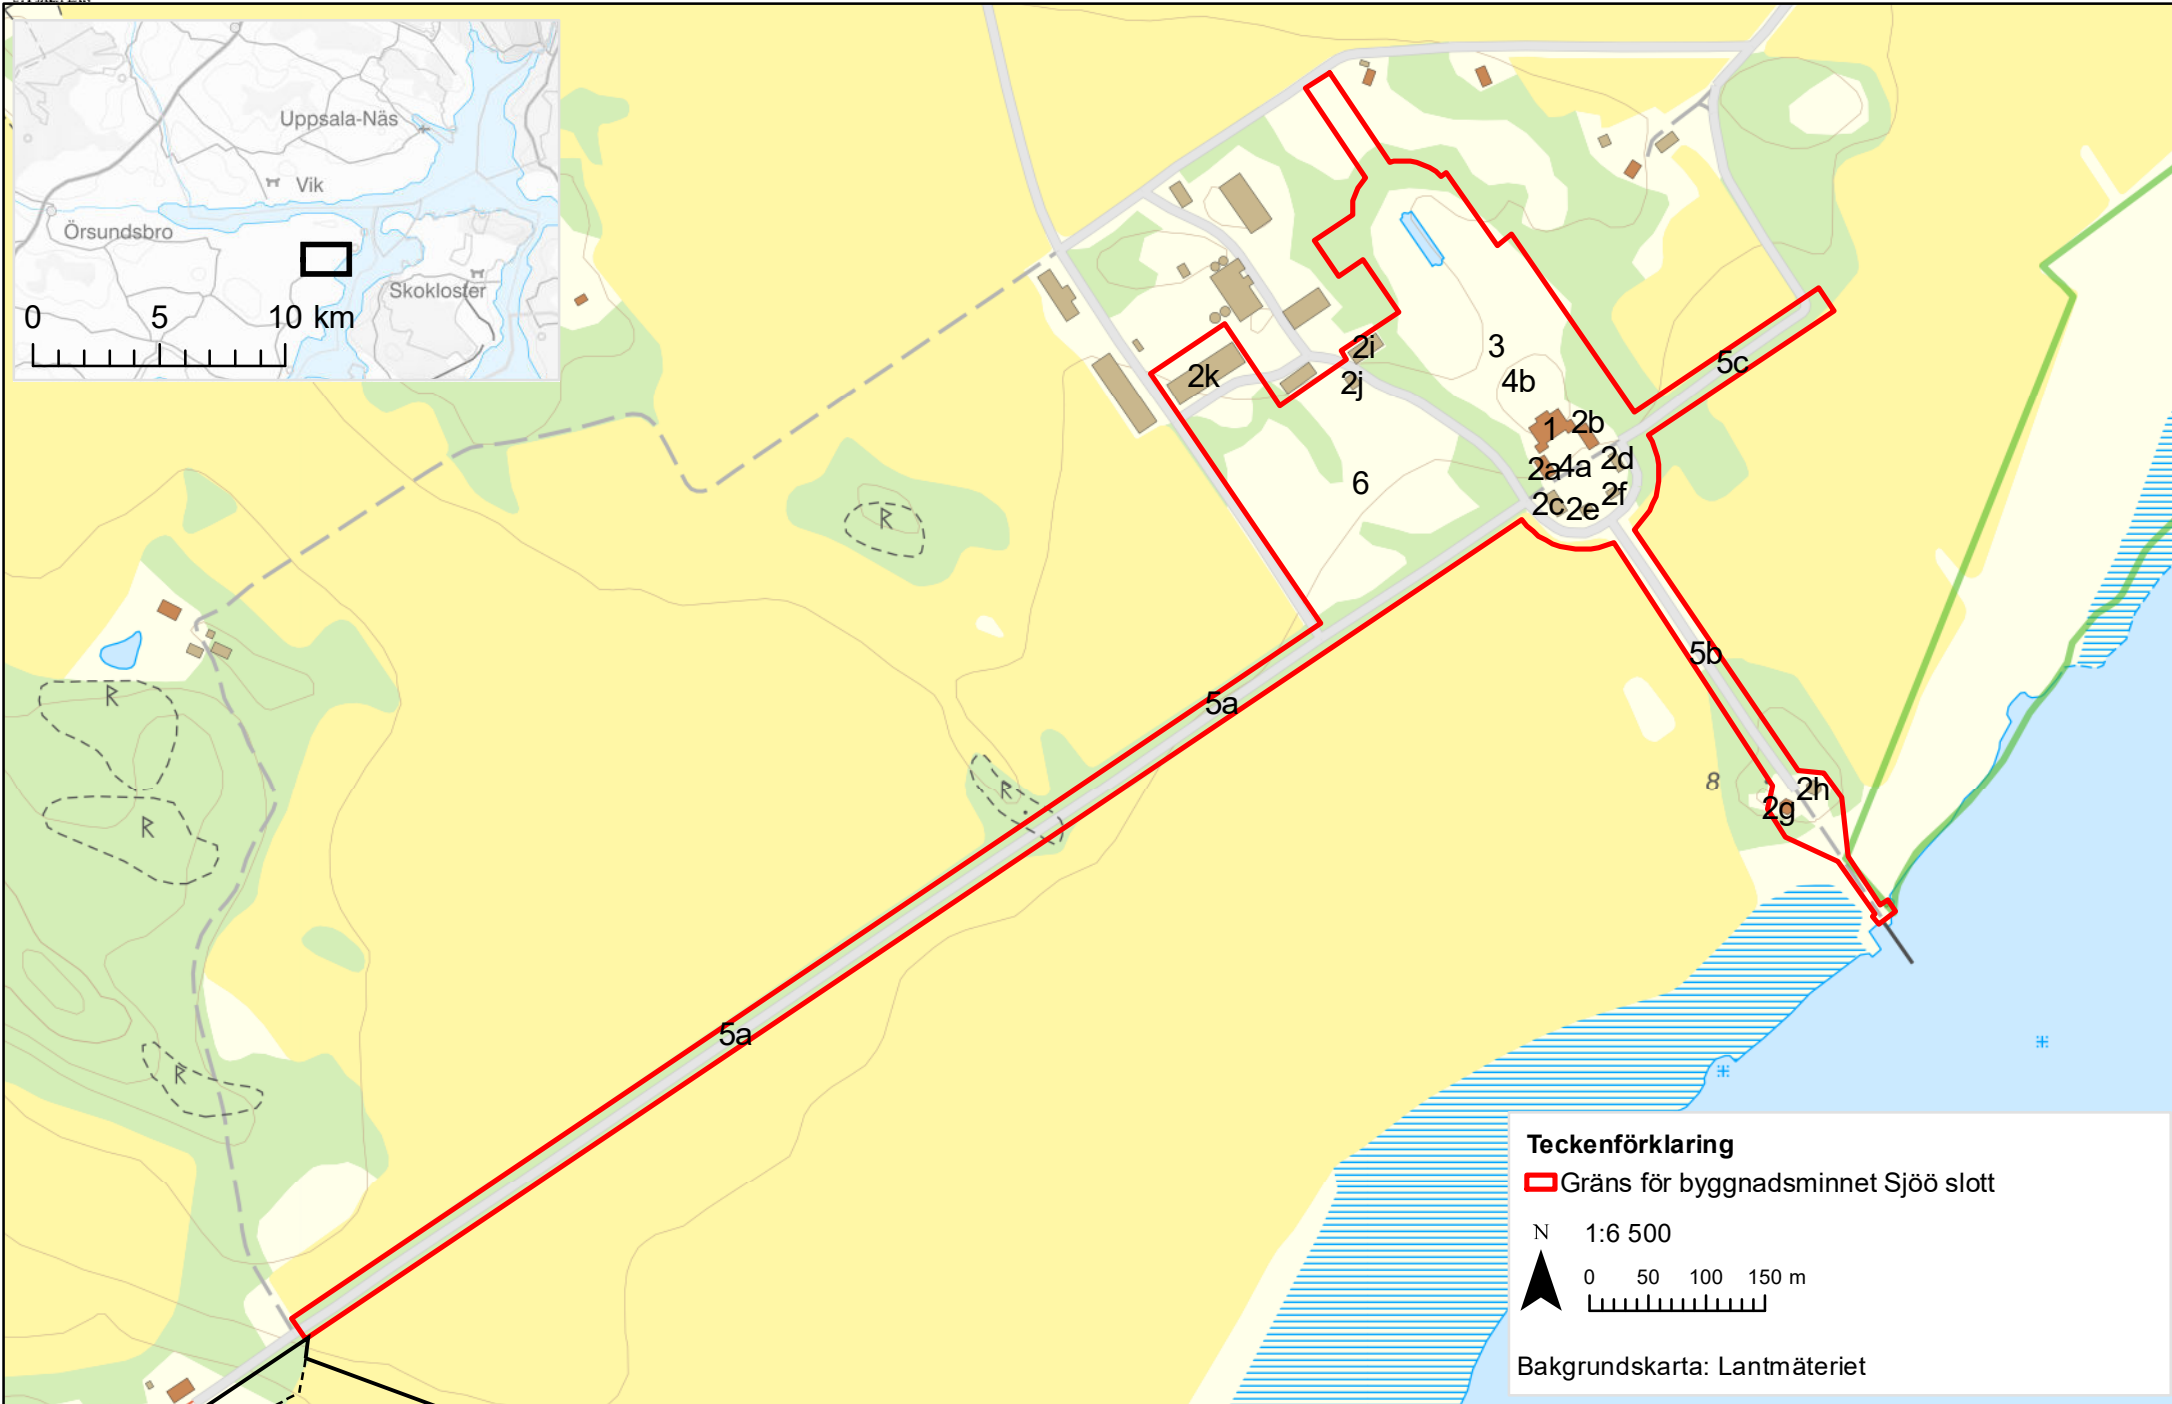 Uppsala-Näs
Vik
Örsundsbro
Skokloster
0 5 10 km
2i
3
2k
2j
4b
5c
1
2b
2a
4a
2d
6
2c
2e
2f
5b
5a
8
2h
2g
R
R
R
R
R
5a
Teckenförklaring
Gräns för byggnadsminnet Sjöö slott
N 1:6 500
0 50 100 150 m
Bakgrundskarta: Lantmäteriet